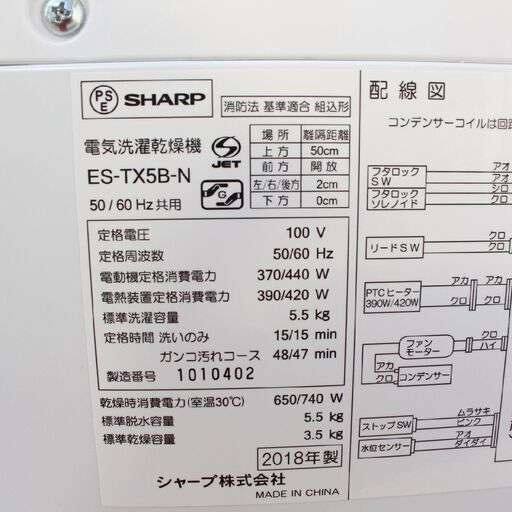 PS
E
SHARP
消防法 基準適合 組込形
電気洗濯乾燥機
S-JET
ES-TX5B-N
50/60 Hz共用
G
場所 離隔距離
上方 50cm
前方 開放
左/右/後方 2cm
下方 0cm
定格電圧 100 V
定格周波数 50/60 Hz
電動機定格消費電力 370/440 W
電熱装置定格消費電力 390/420 W
標準洗濯容量 5.5 kg
定格時間 洗いのみ 15/15 min
ガンコ汚れコース 48/47 min
製造番号 1010402
乾燥時消費電力(室温30℃) 650/740 W
標準脱水容量 5.5 kg
標準乾燥容量 3.5 kg
2018年製
シャープ株式会社
MADE IN CHINA
配線図
コンデンサーコイルは回
フタロック
SW
アオ
アオ
フタロック
ソレノイド
シロ
クロ
リードSW
クロ
クロ
PTCヒーター
390W/420W
アカ
クロ
アカ
クロ
ファン
モーター
クロ
ハイ
アカ
クロ
コンデンサー
ストップSW
ムラサキ
ピンク
水位センサー
アオ
ダイダイ